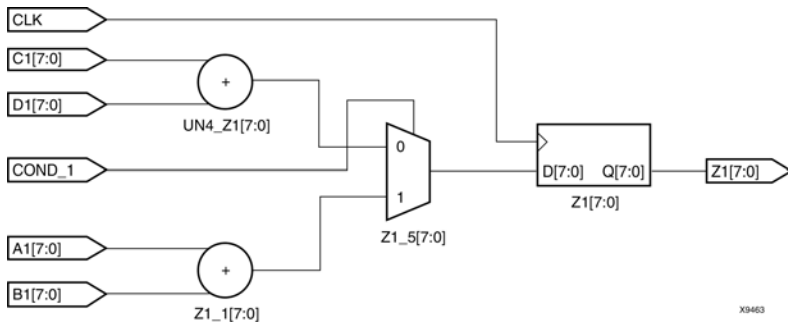 CLK
C1[7:0]
+
D1[7:0]
UN4_Z1[7:0]
COND_1
0
1
Z1_5[7:0]
D[7:0] Q[7:0]
Z1[7:0]
Z1[7:0]
A1[7:0]
+
B1[7:0]
Z1_1[7:0]
X9463